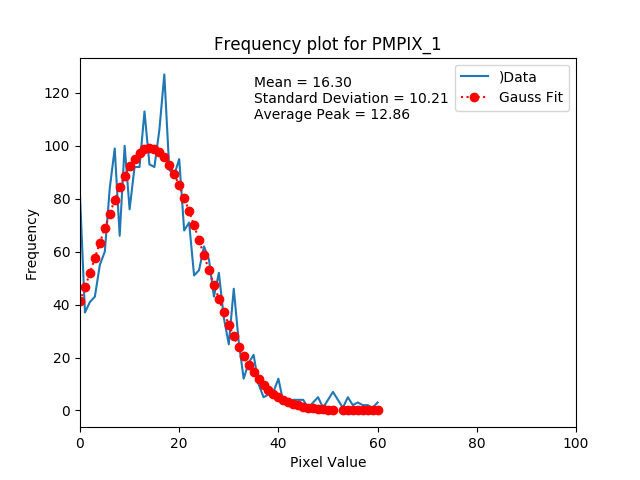 Frequency plot for PMPIX_1
Mean = 16.30
Standard Deviation = 10.21
Average Peak = 12.86
)Data
Gauss Fit
Frequency
120
100
80
60
40
20
0
0 20 40 60 80 100
Pixel Value